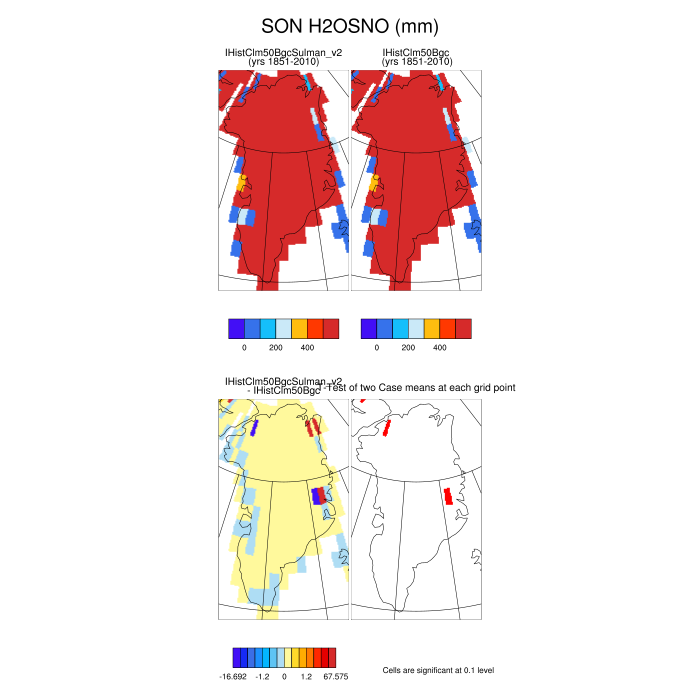 SON H2OSNO (mm)
IHistClm50BgcSulman_v2
(yrs 1851-2010)
IHistClm50Bgc
(yrs 1851-2010)
0 200 400
0 200 400
IHistClm50BgcSulman_v2
- IHistClm50Bgc
T-Test of two Case means at each grid point
-16.692 -1.2 0 1.2 67.575
Cells are significant at 0.1 level